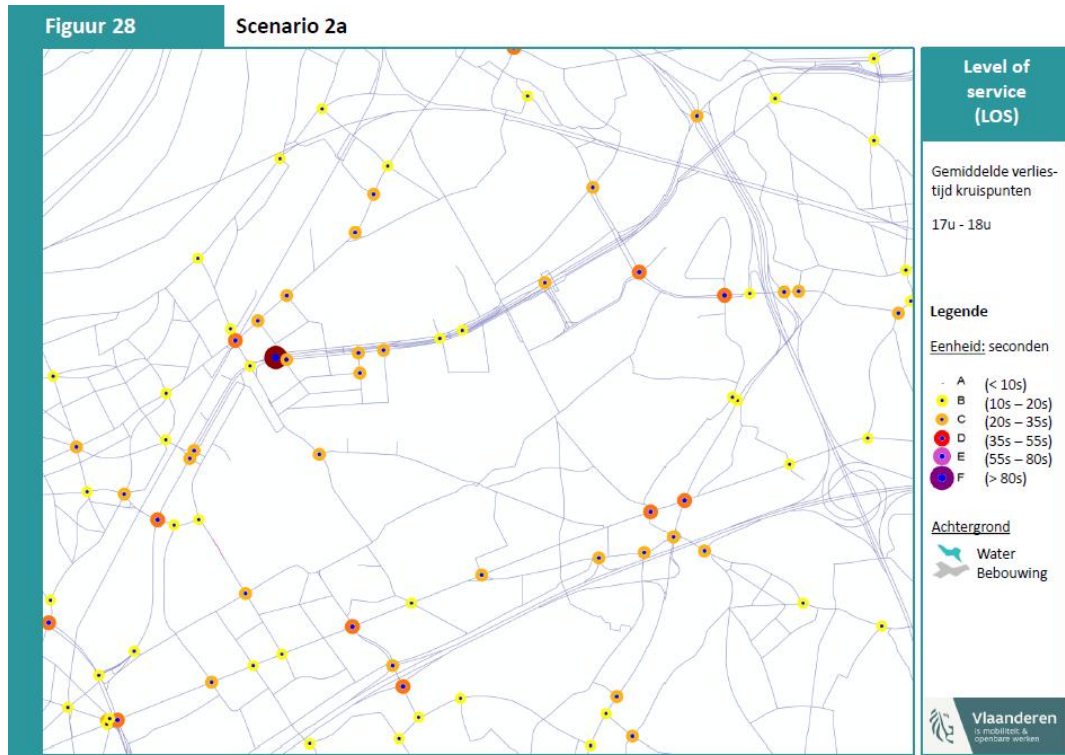 Figuur 28
Scenario 2a
Level of
service
(LOS)
Gemiddelde verlies-
tijd kruispunten
17u - 18u
Legende
Eenheid: seconden
A (< 10s)
B (10s – 20s)
C (20s – 35s)
D (35s – 55s)
E (55s – 80s)
F (> 80s)
Achtergrond
Water
Bebouwing
Vlaanderen
is mobiliteit &
openbare werken